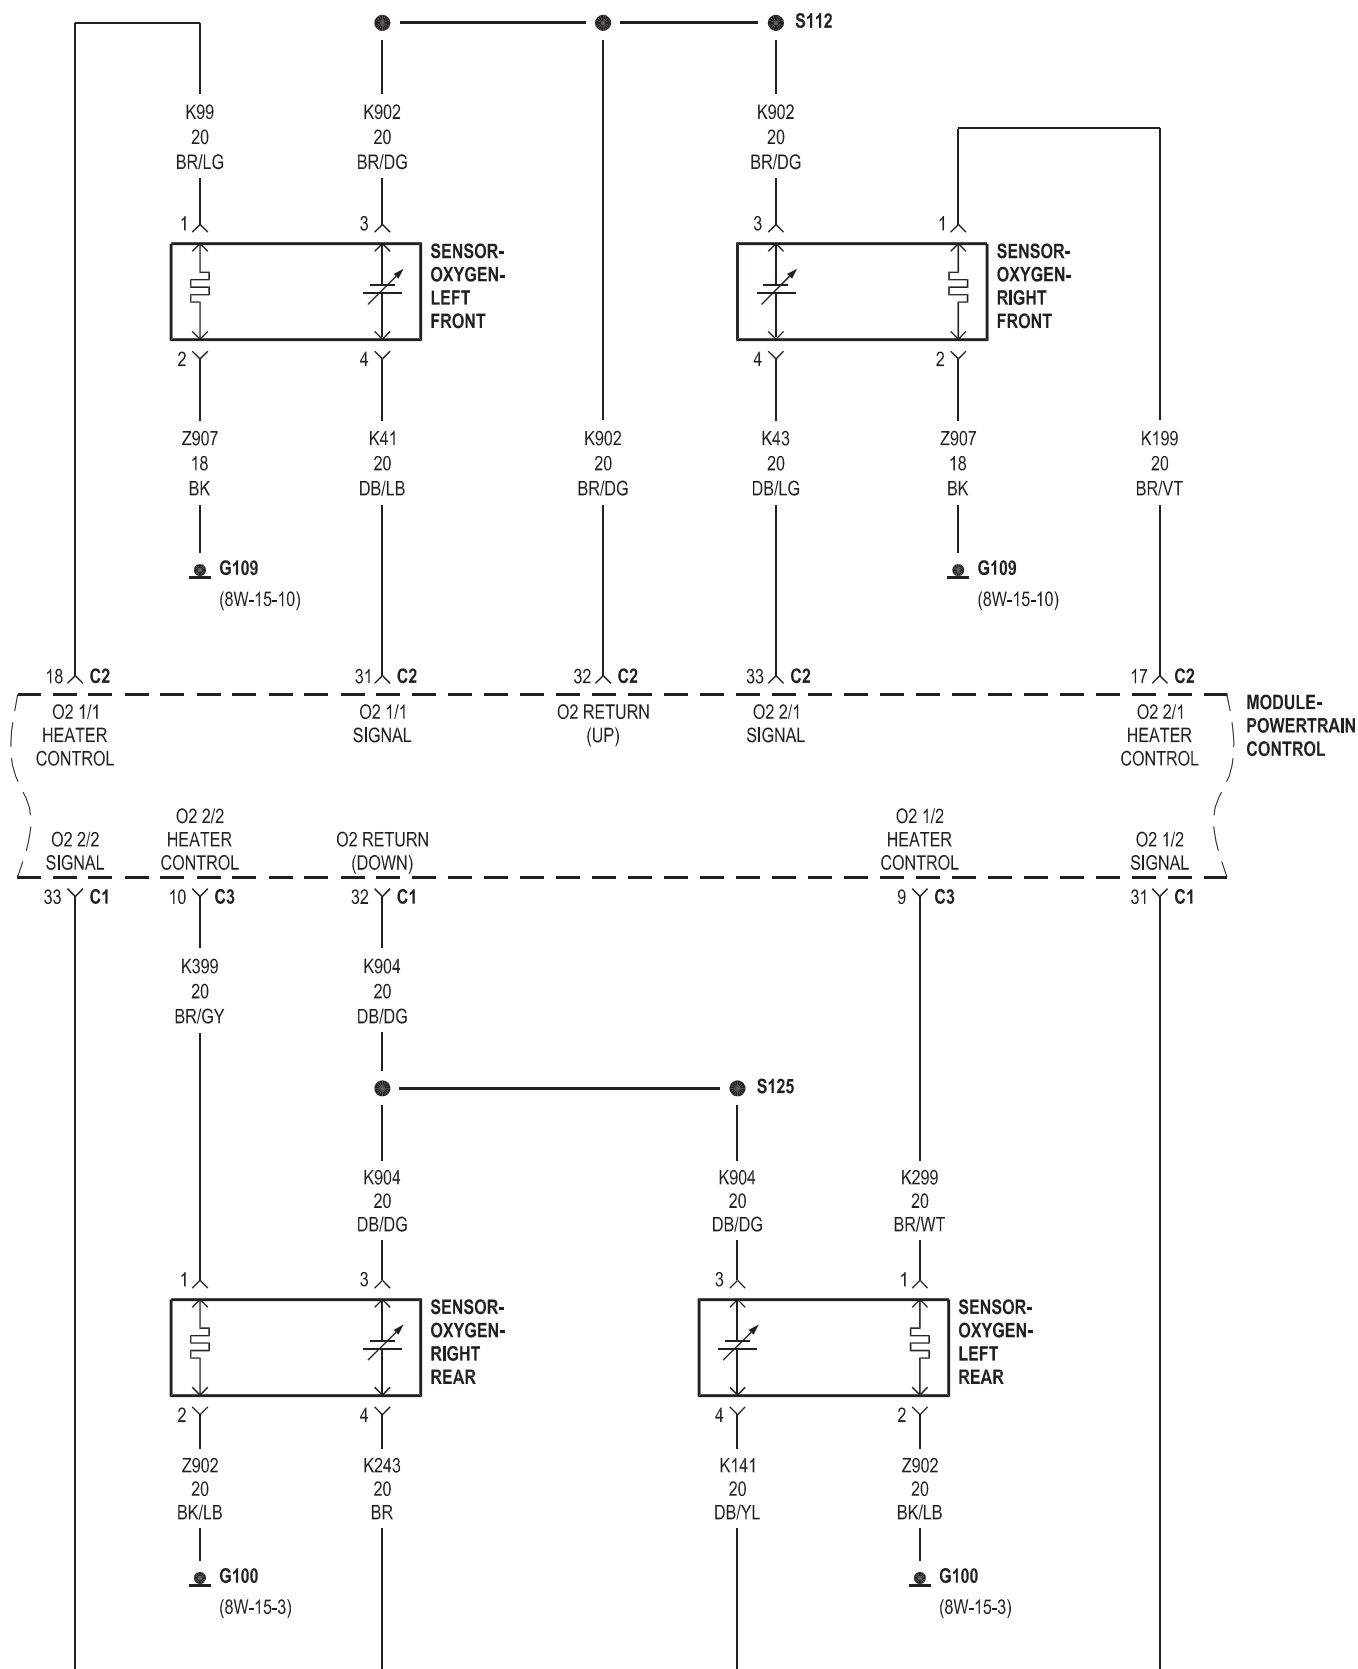 S112
K99
20
BR/LG
K902
20
BR/DG
K902
20
BR/DG
1
3
3
1
SENSOR-
OXYGEN-
LEFT
FRONT
SENSOR-
OXYGEN-
RIGHT
FRONT
2
4
4
2
Z907
18
BK
K41
20
DB/LB
K902
20
BR/DG
K43
20
DB/LG
Z907
18
BK
K199
20
BR/VT
G109
(8W-15-10)
G109
(8W-15-10)
18 C2
31 C2
32 C2
33 C2
17 C2
O2 1/1
HEATER
CONTROL
O2 1/1
SIGNAL
O2 RETURN
(UP)
O2 2/1
SIGNAL
O2 2/1
HEATER
CONTROL
MODULE-
POWERTRAIN
CONTROL
O2 2/2
SIGNAL
O2 2/2
HEATER
CONTROL
O2 RETURN
(DOWN)
O2 1/2
HEATER
CONTROL
O2 1/2
SIGNAL
33 C1
10 C3
32 C1
9 C3
31 C1
K399
20
BR/GY
K904
20
DB/DG
S125
K904
20
DB/DG
K904
20
DB/DG
K299
20
BR/WT
1
3
3
1
SENSOR-
OXYGEN-
RIGHT
REAR
SENSOR-
OXYGEN-
LEFT
REAR
2
4
4
2
Z902
20
BK/LB
K243
20
BR
K141
20
DB/YL
Z902
20
BK/LB
G100
(8W-15-3)
G100
(8W-15-3)